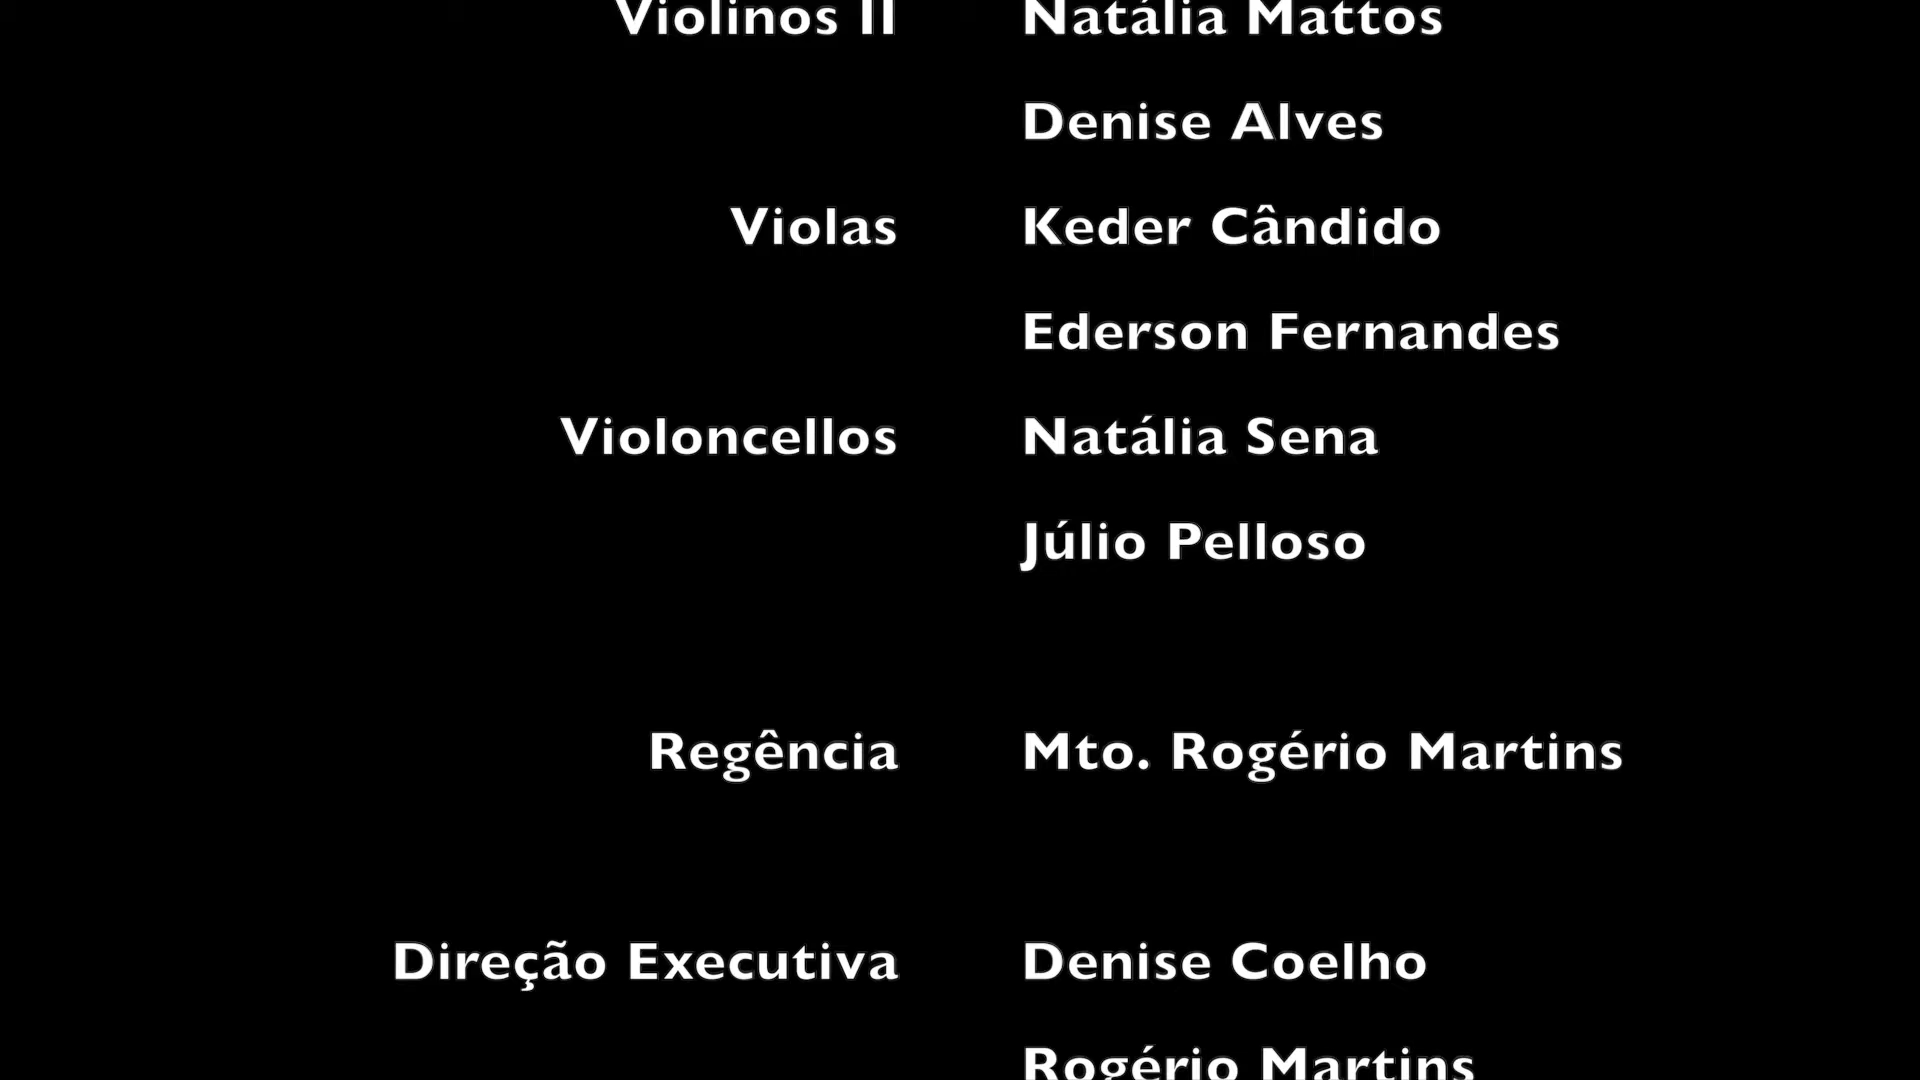 Violinos II Natália Mattos
Denise Alves
Violas Keder Cândido
Ederson Fernandes
Violoncellos Natália Sena
Júlio Pelloso
Regência Mto. Rogério Martins
Direção Executiva Denise Coelho
Rogério Martins